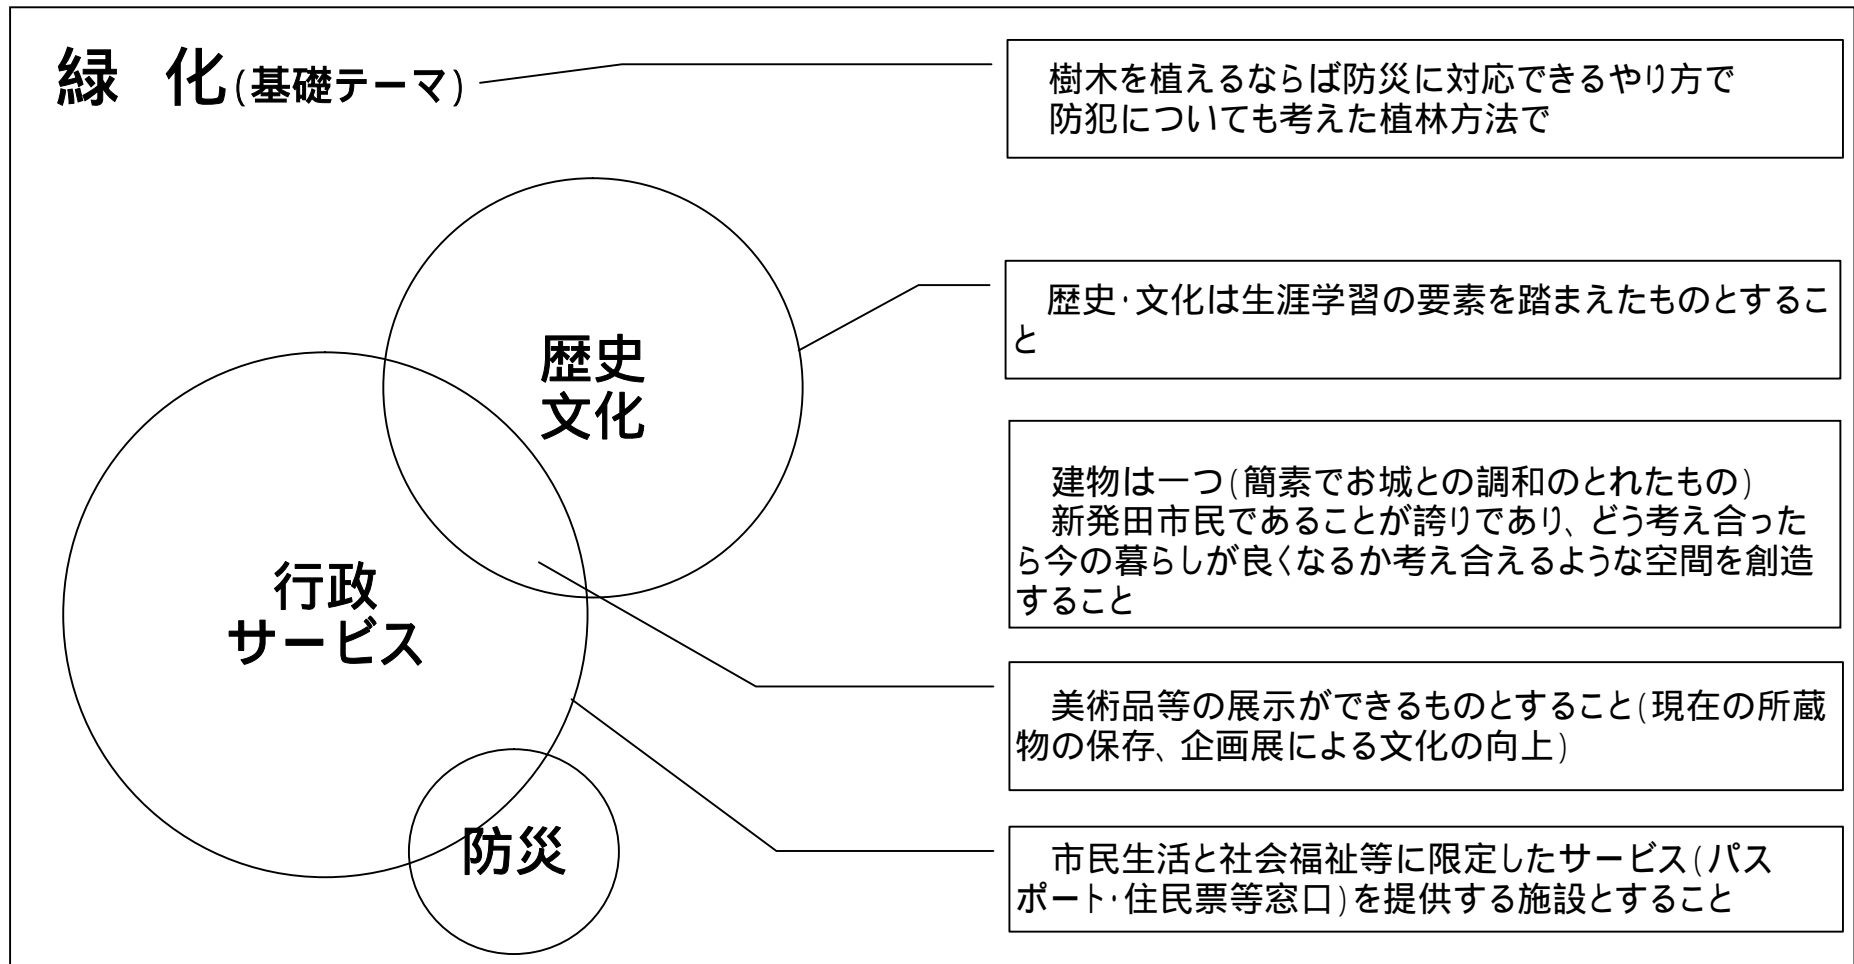 緑 化(基礎テーマ)
樹木を植えるならば防災に対応できるやり方で
防犯についても考えた植林方法で
歴史・文化は生涯学習の要素を踏まえたものとするこ
と
歴史
文化
建物は一つ(簡素でお城との調和のとれたもの)
新発田市民であることが誇りであり、どう考え合った
ら今の暮らしが良くなるか考え合えるような空間を創造
すること
行政
サービス
美術品等の展示ができるものとすること(現在の所蔵
物の保存、企画展による文化の向上)
防災
市民生活と社会福祉等に限定したサービス(パス
ポート・住民票等窓口)を提供する施設とすること